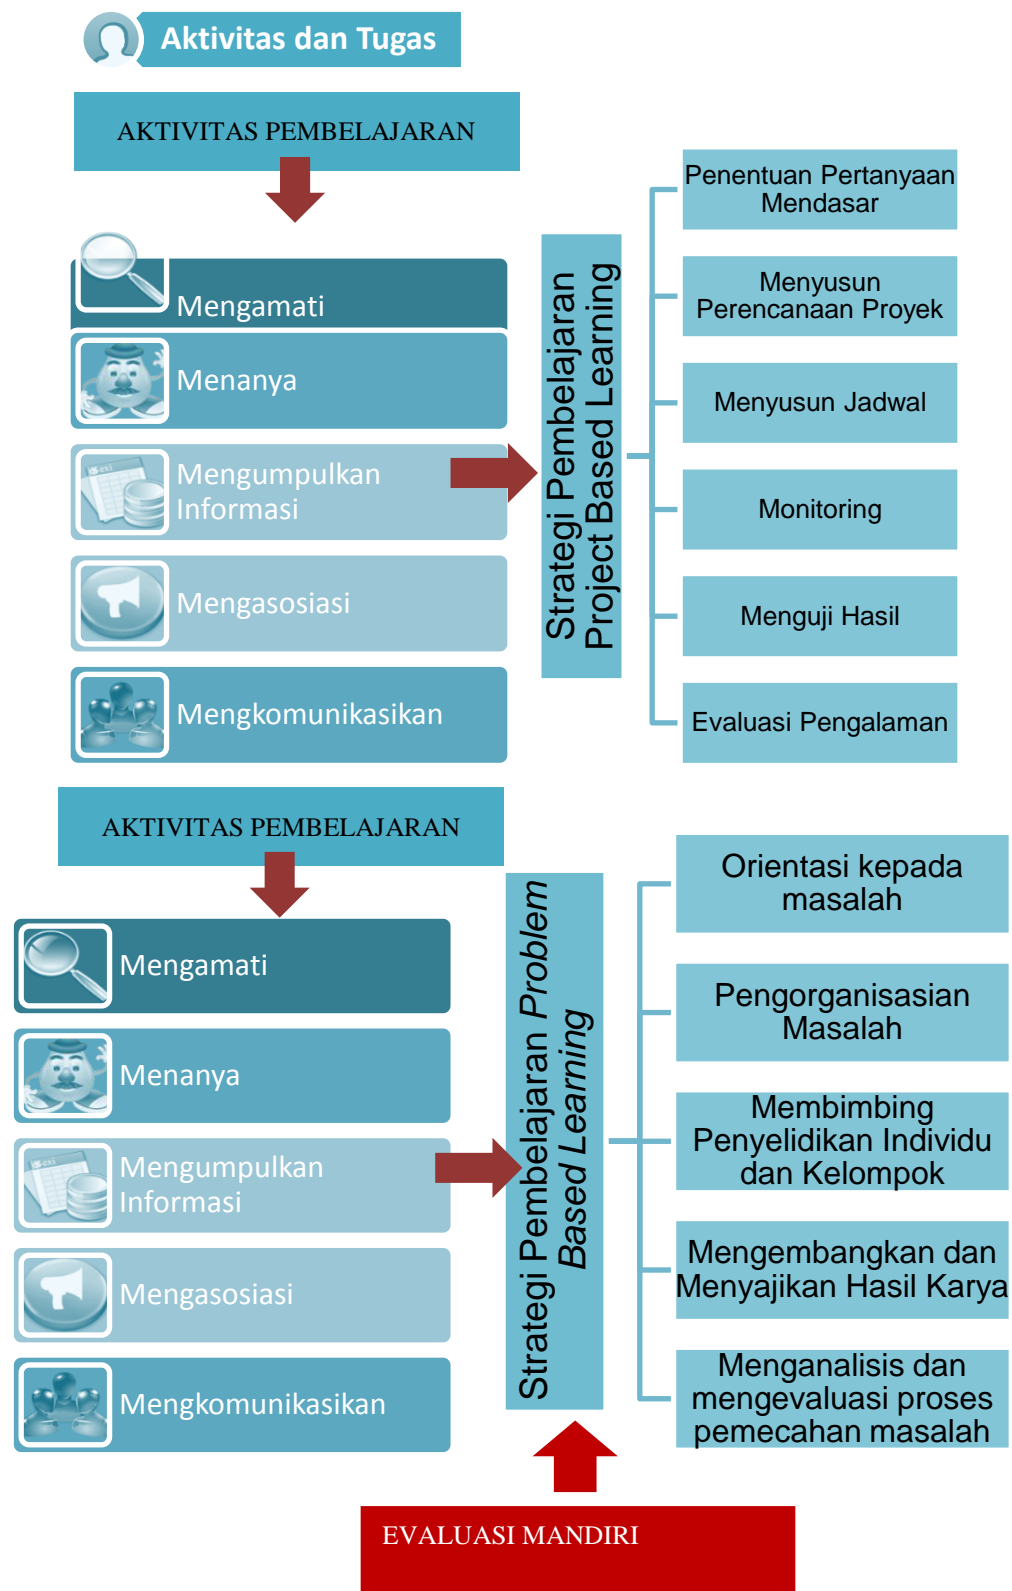 Aktivitas dan Tugas
AKTIVITAS PEMBELAJARAN
Mengamati
Menanya
Mengumpulkan
Informasi
Mengasosiasi
Mengkomunikasikan
Strategi Pembelajaran
Project Based Learning
Penentuan Pertanyaan
Mendasar
Menyusun
Perencanaan Proyek
Menyusun Jadwal
Monitoring
Menguji Hasil
Evaluasi Pengalaman
AKTIVITAS PEMBELAJARAN
Mengamati
Menanya
Mengumpulkan
Informasi
Mengasosiasi
Mengkomunikasikan
Strategi Pembelajaran Problem
Based Learning
Orientasi kepada
masalah
Pengorganisasian
Masalah
Membimbing
Penyelidikan Individu
dan Kelompok
Mengembangkan dan
Menyajikan Hasil Karya
Menganalisis dan
mengevaluasi proses
pemecahan masalah
EVALUASI MANDIRI